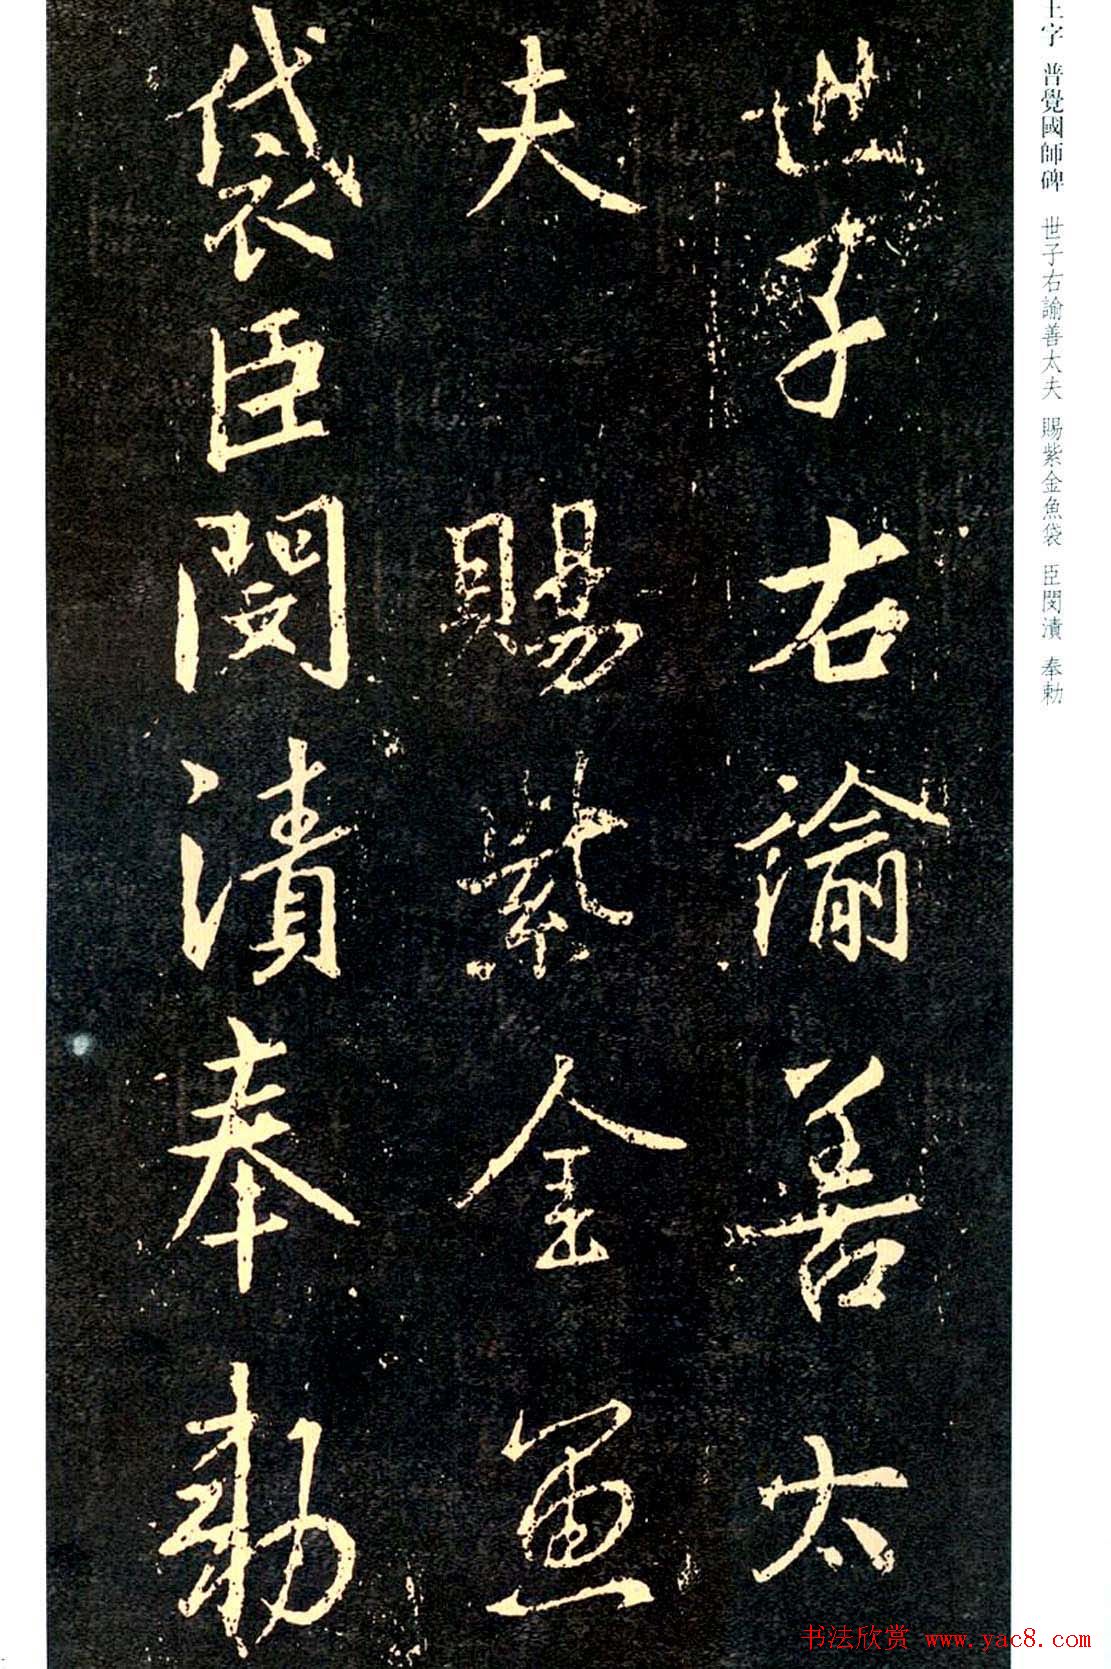 世子右諭善太
夫 賜紫金魚
袋臣閔漬奉勅
王字 普覺國師碑 世子右諭善太夫 賜紫金魚袋 臣閔漬 奉勅
书法欣赏 www.yac8.com